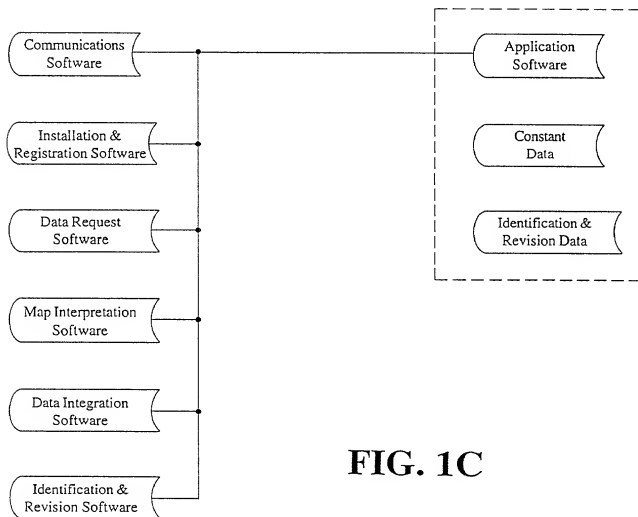 Communications
Software
Installation &
Registration Software
Data Request
Software
Map Interpretation
Software
Data Integration
Software
Identification &
Revision Software
Application
Software
Constant
Data
Identification &
Revision Data
FIG. 1C